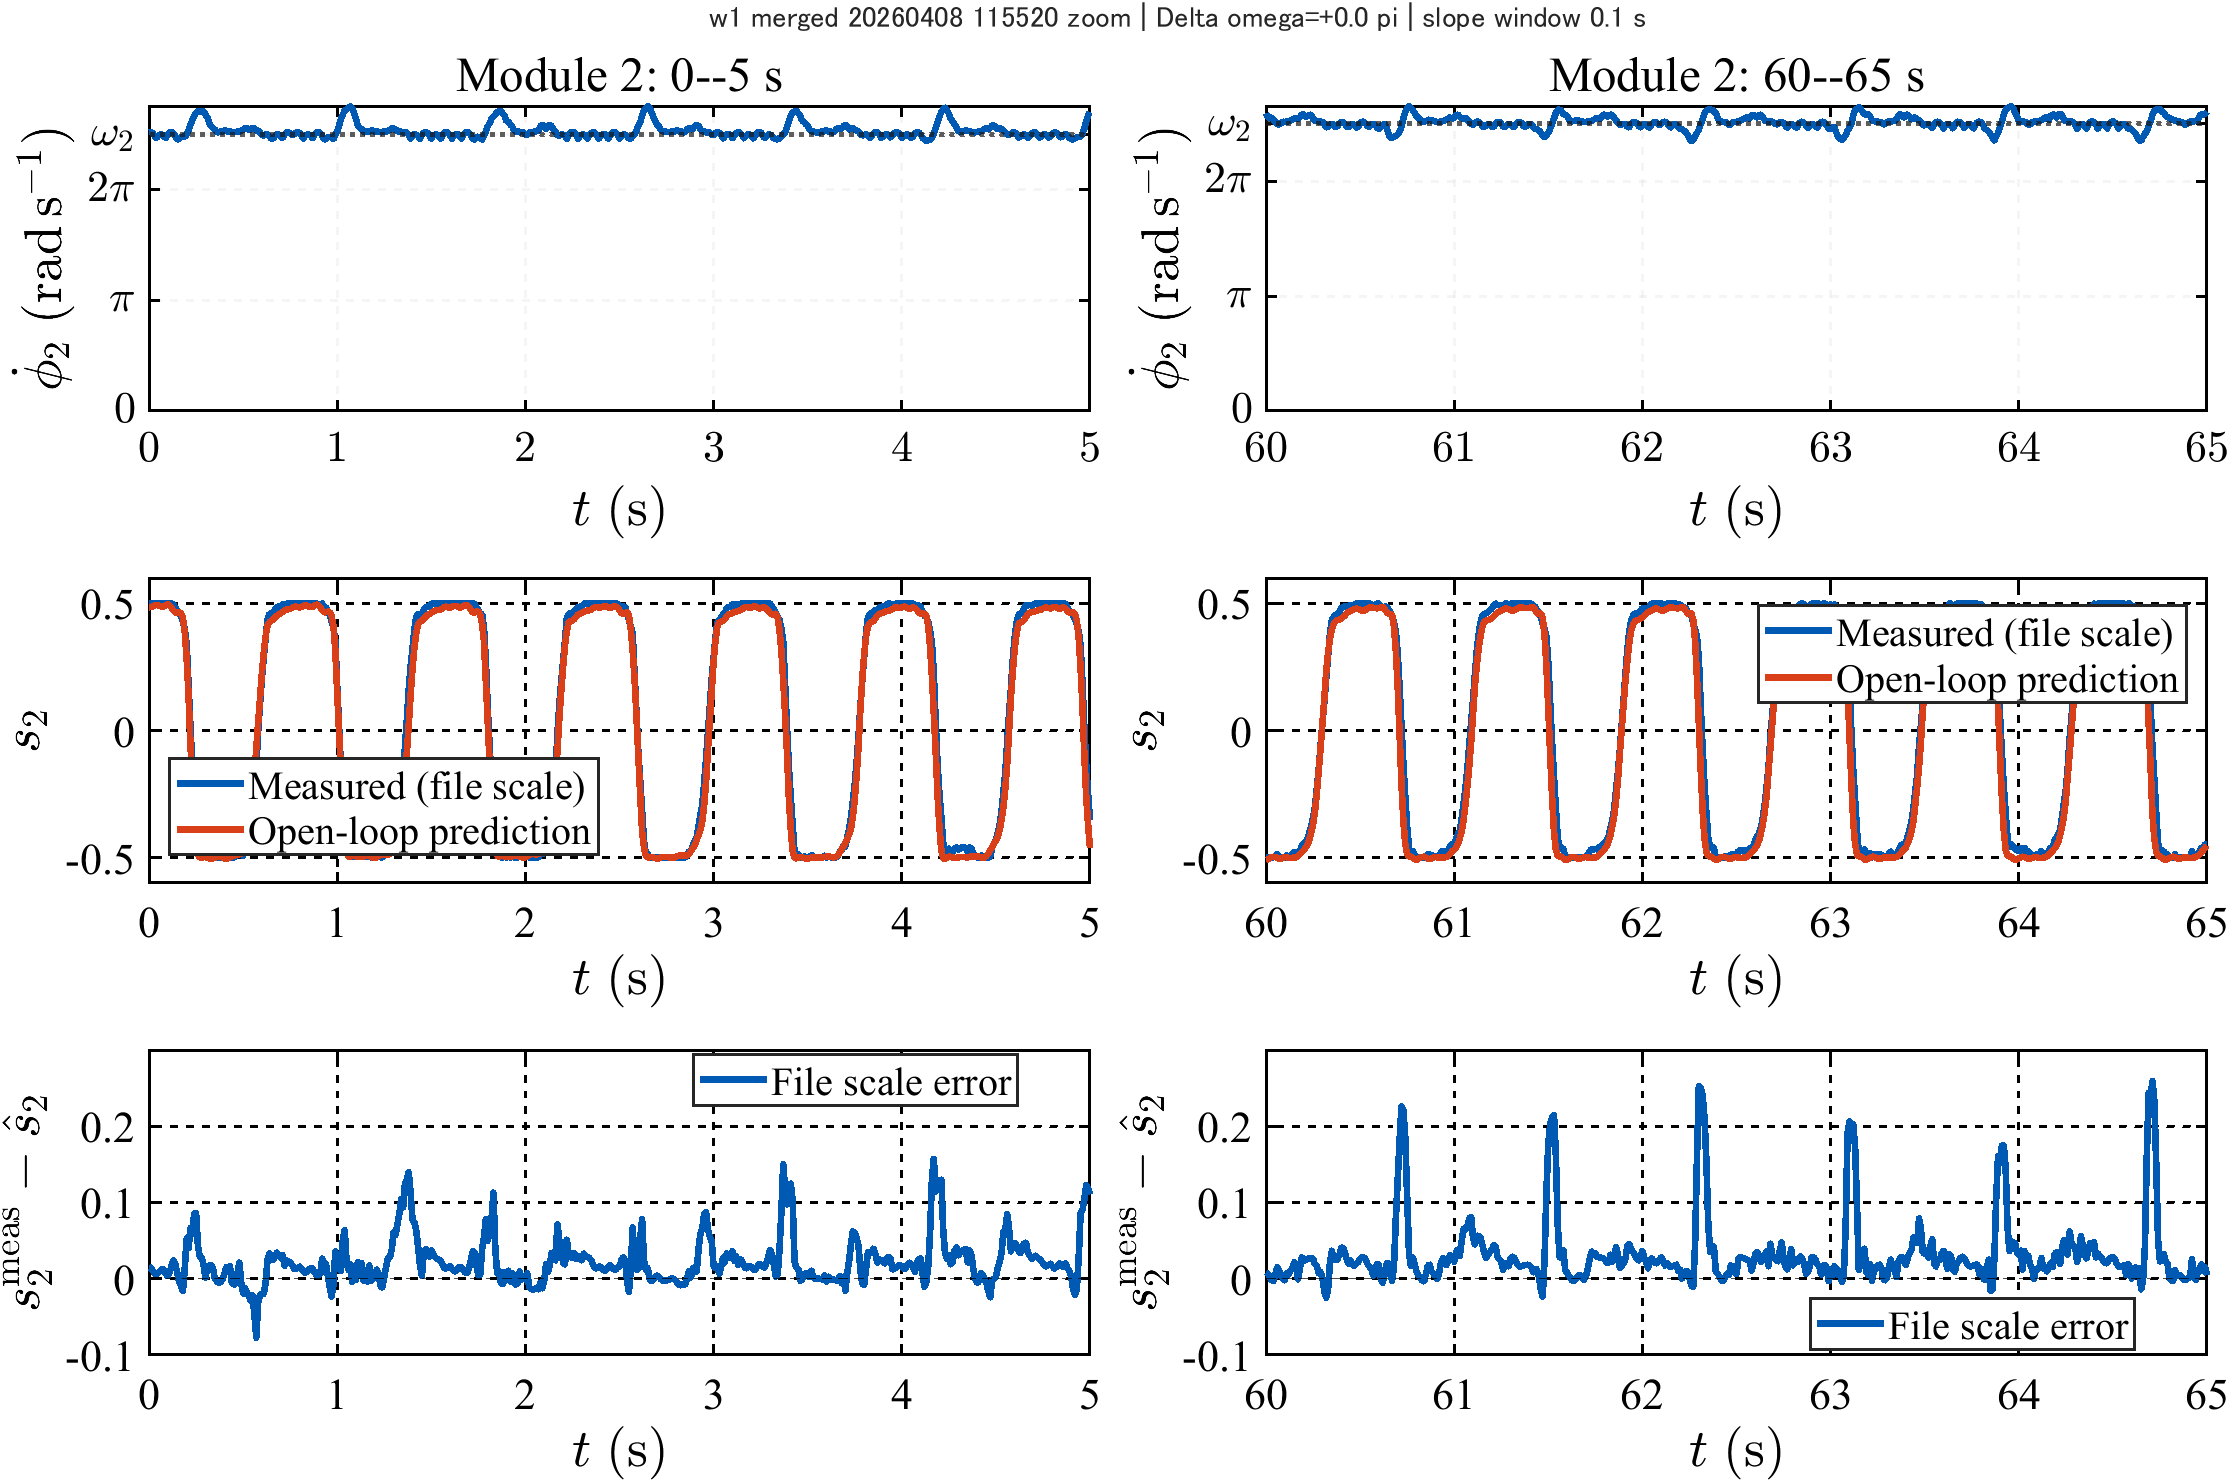 w1 merged 20260408 115520 zoom | Delta omega=+0.0 pi | slope window 0.1 s
Module 2: 0--5 s
ω₂
2π
π
0
ϕ̇₂ (rad s⁻¹)
0 1 2 3 4 5
t (s)
Module 2: 60--65 s
ω₂
2π
π
0
ϕ̇₂ (rad s⁻¹)
60 61 62 63 64 65
t (s)
0.5
0
-0.5
s₂
Measured (file scale)
Open-loop prediction
0 1 2 3 4 5
t (s)
0.5
0
-0.5
s₂
Measured (file scale)
Open-loop prediction
60 61 62 63 64 65
t (s)
0.2
0.1
0
-0.1
s₂ᵐᵉᵃˢ − ŝ₂
File scale error
0 1 2 3 4 5
t (s)
0.2
0.1
0
-0.1
s₂ᵐᵉᵃˢ − ŝ₂
File scale error
60 61 62 63 64 65
t (s)